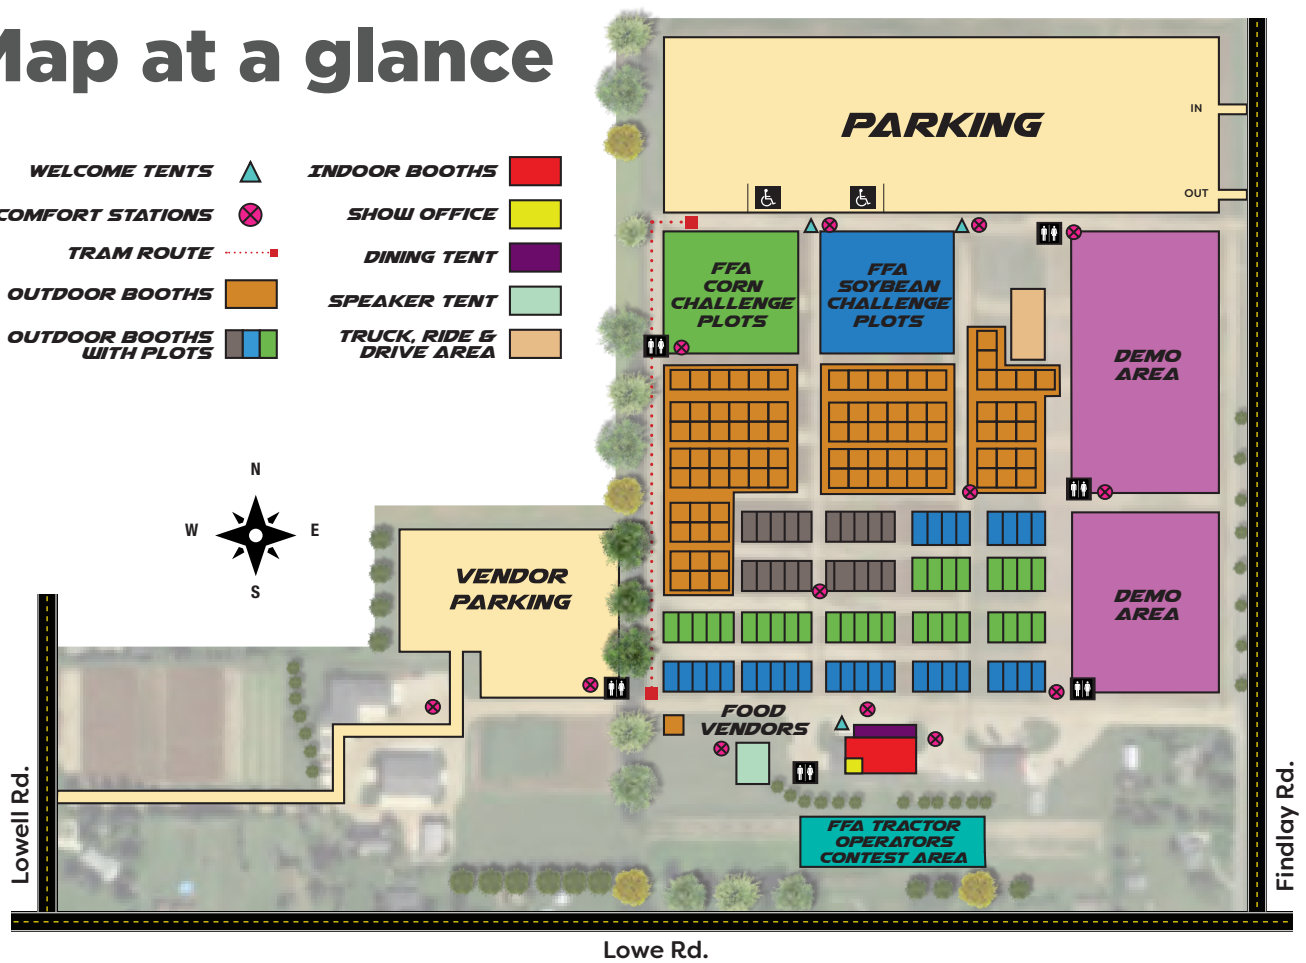 Map at a glance
WELCOME TENTS
COMFORT STATIONS
TRAM ROUTE
OUTDOOR BOOTHS
OUTDOOR BOOTHS
WITH PLOTS
INDOOR BOOTHS
SHOW OFFICE
DINING TENT
SPEAKER TENT
TRUCK, RIDE &
DRIVE AREA
PARKING
IN
OUT
FFA
CORN
CHALLENGE
PLOTS
FFA
SOYBEAN
CHALLENGE
PLOTS
DEMO
AREA
DEMO
AREA
N
W
E
S
VENDOR
PARKING
FOOD
VENDORS
FFA TRACTOR
OPERATORS
CONTEST AREA
Lowell Rd.
Findlay Rd.
Lowe Rd.